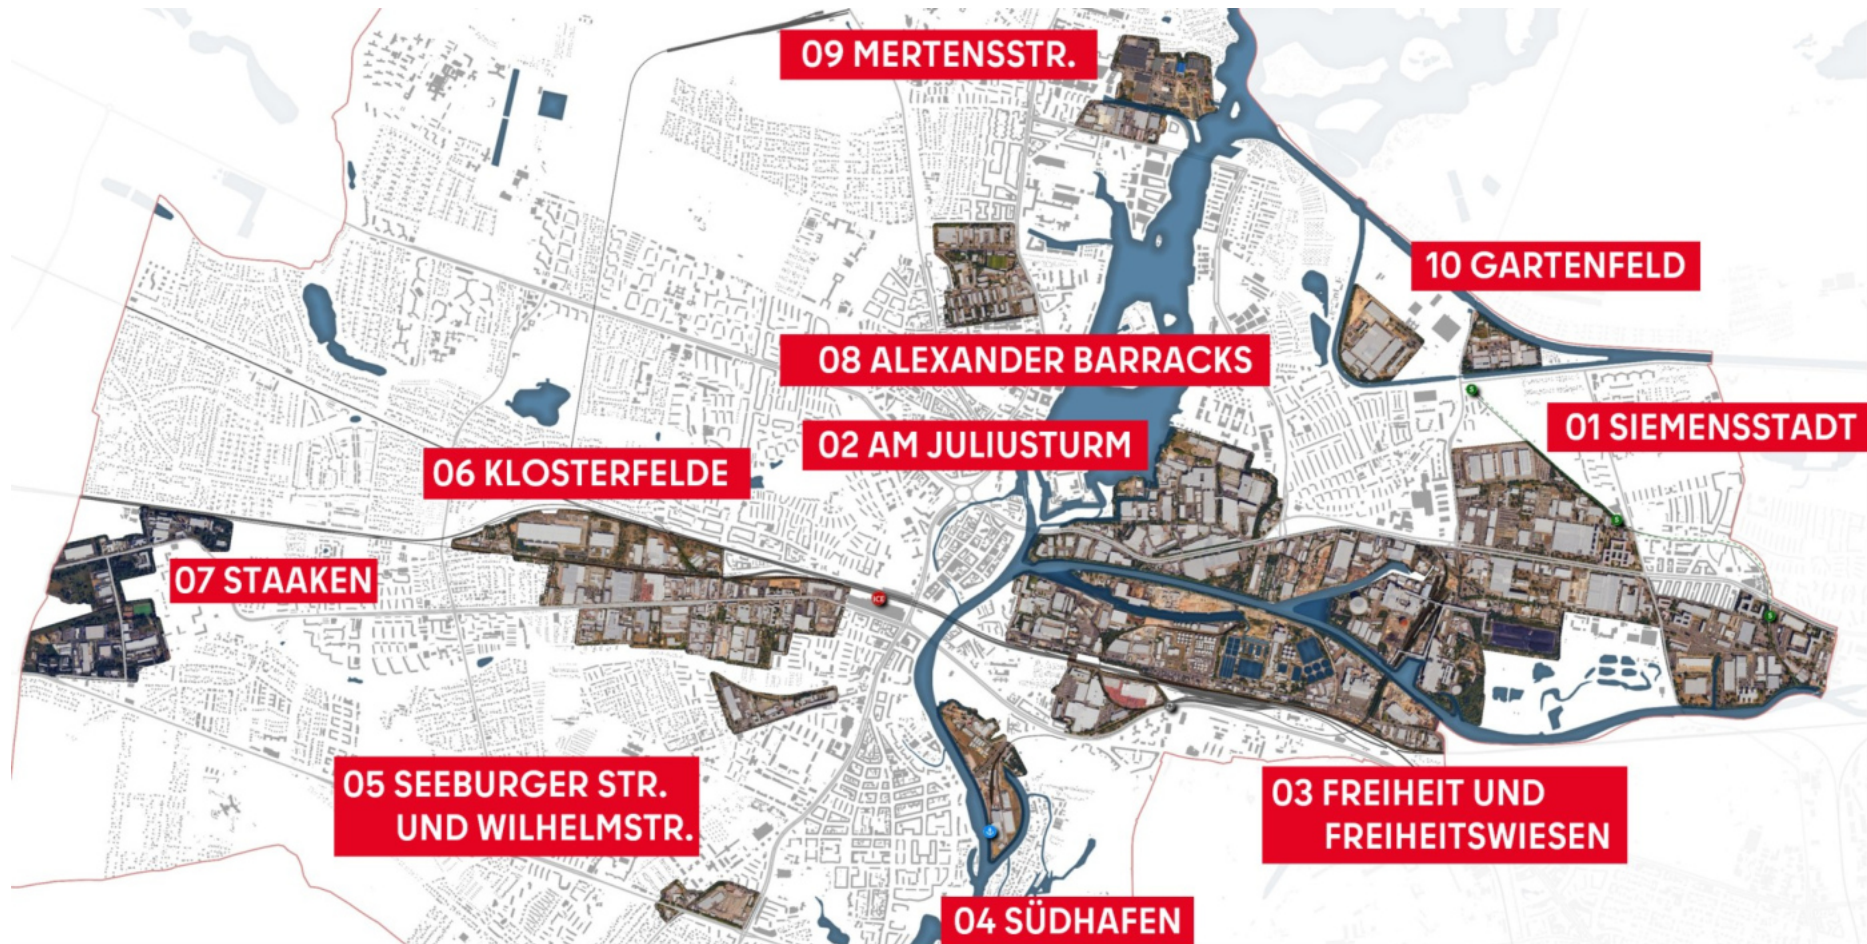 09 MERTENSSTR.
10 GARTENFELD
08 ALEXANDER BARRACKS
01 SIEMENSSTADT
02 AM JULIUSTURM
06 KLOSTERFELDE
07 STAAKEN
ICE
S
S
S
05 SEEBURGER STR.
UND WILHELMSTR.
03 FREIHEIT UND
FREIHEITSWIESEN
04 SÜDHAFEN